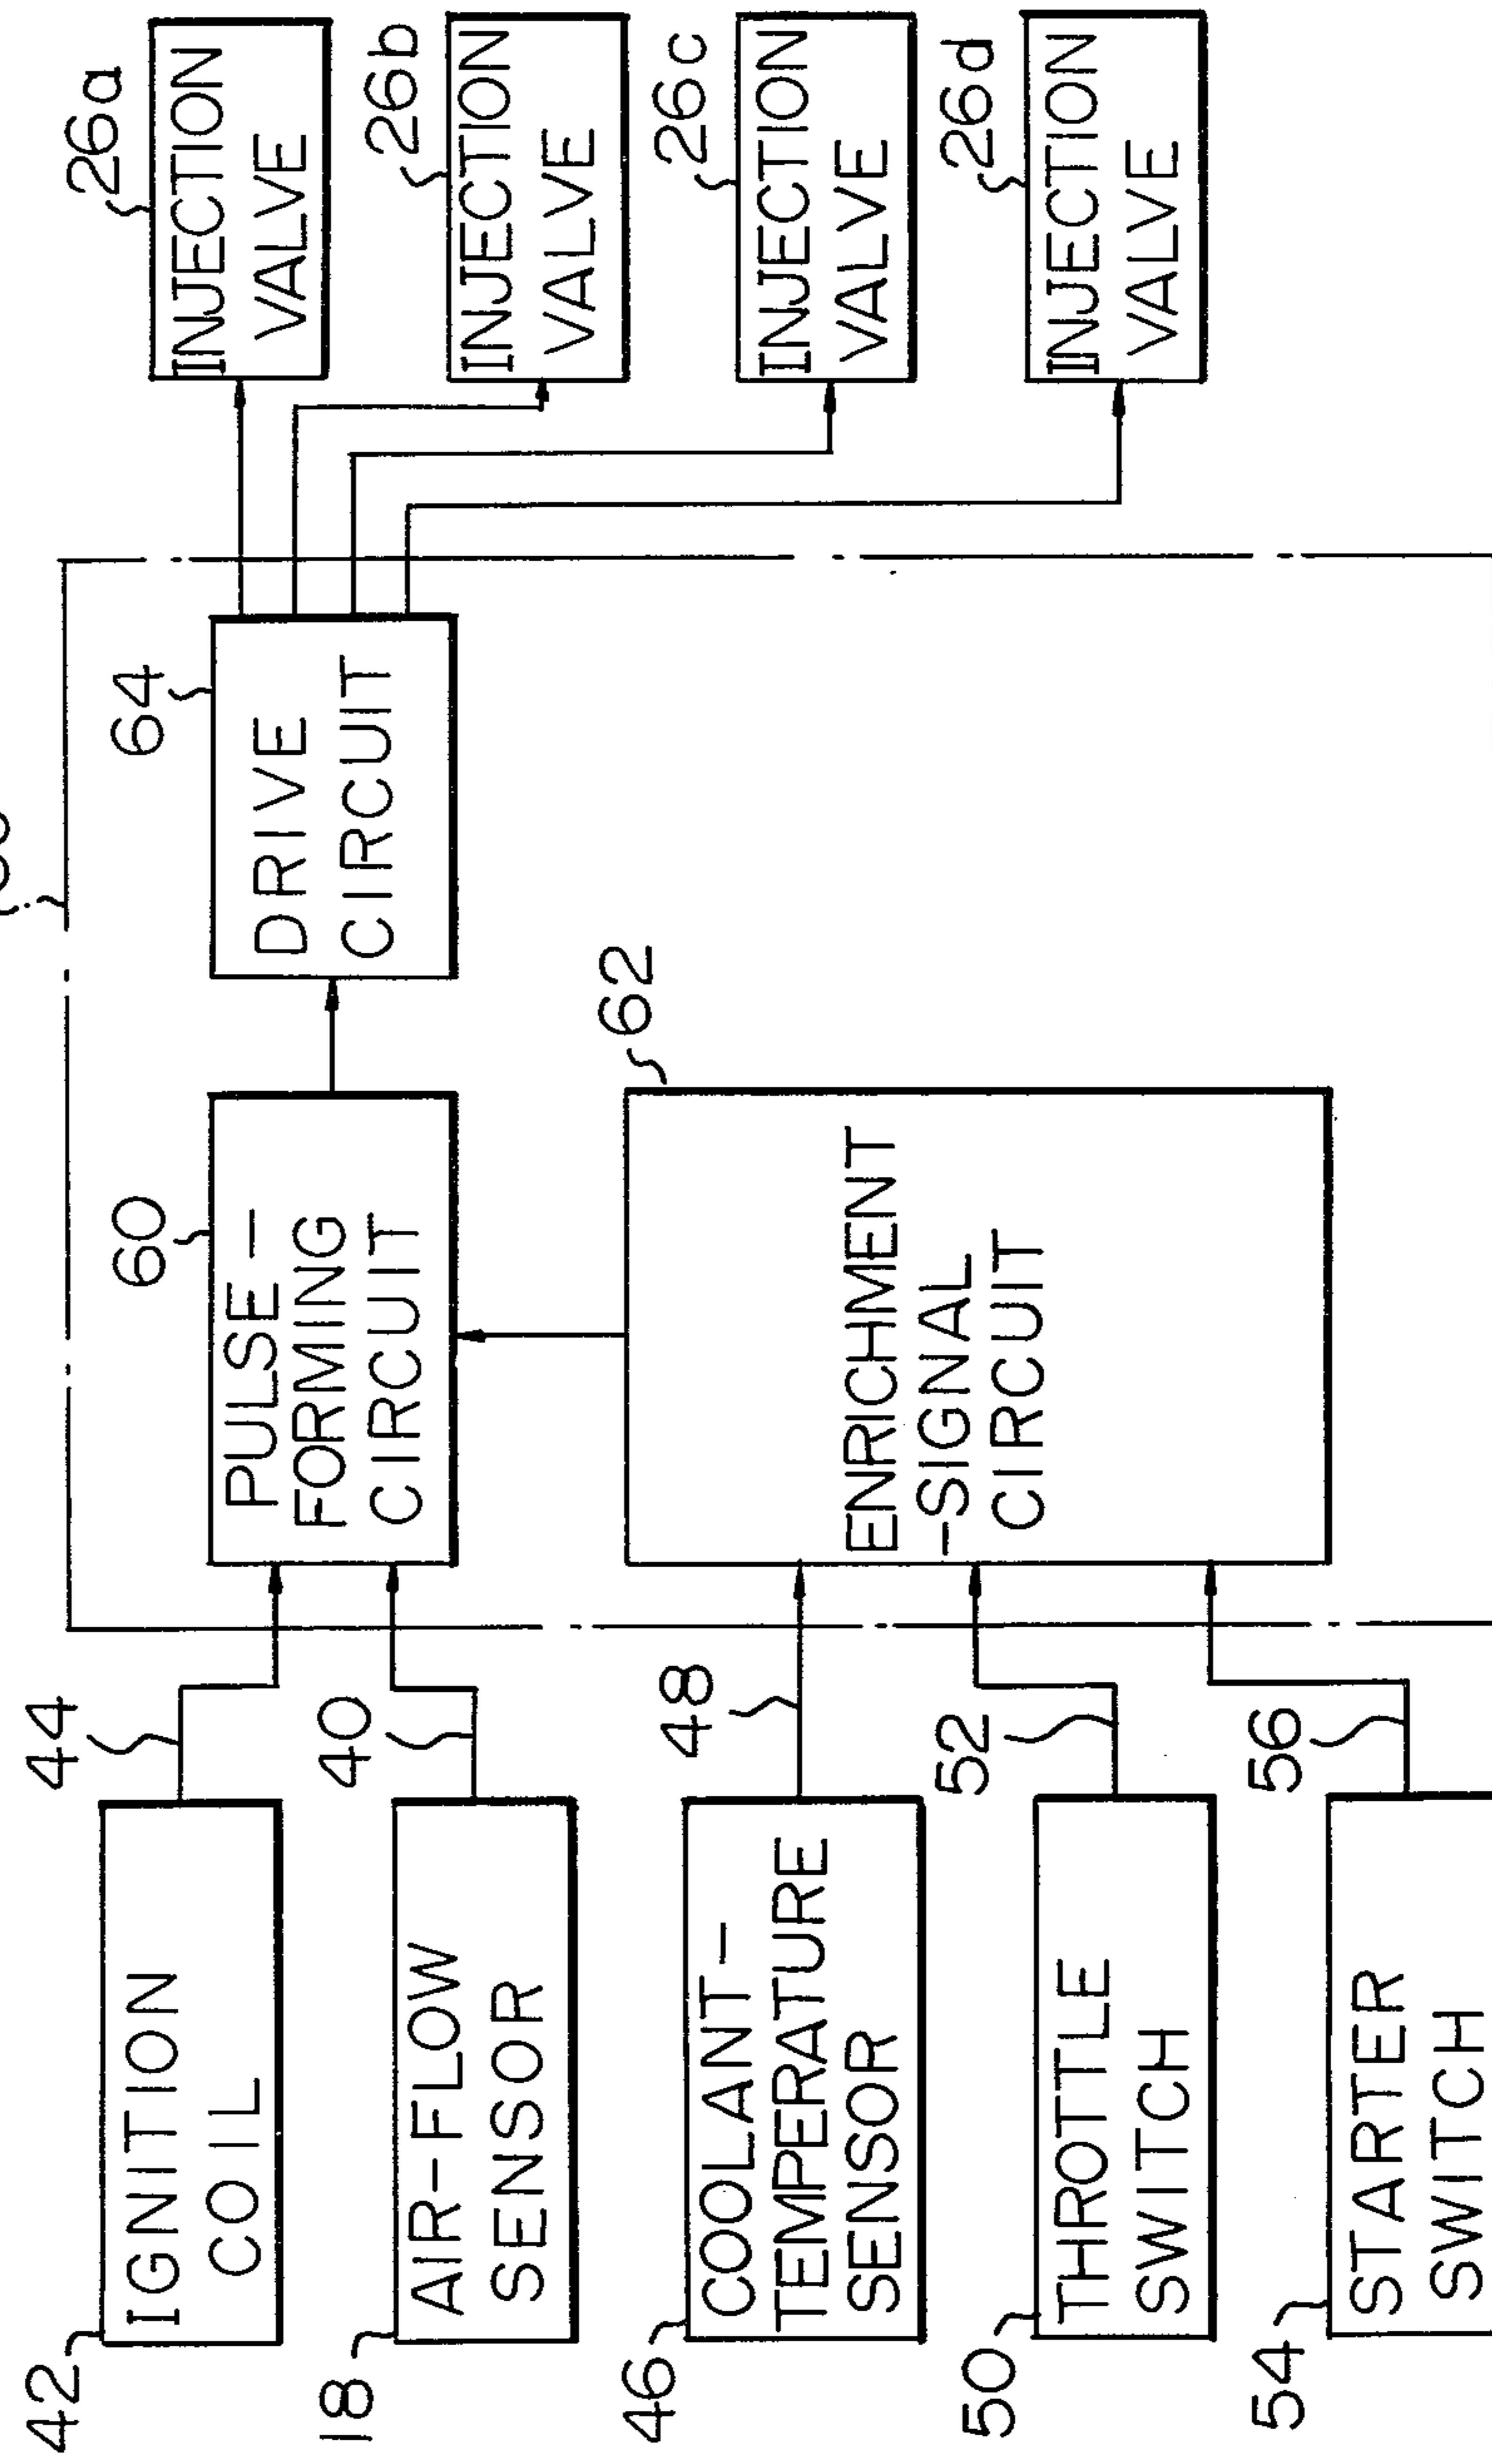 42
IGNITION
COIL
44
18
AIR-FLOW
SENSOR
40
46
COOLANT-
TEMPERATURE
SENSOR
48
50
THROTTLE
SWITCH
52
54
STARTER
SWITCH
56
60
PULSE-
FORMING
CIRCUIT
62
ENRICHMENT
-SIGNAL
CIRCUIT
64
DRIVE
CIRCUIT
26a
INJECTION
VALVE
26b
INJECTION
VALVE
26c
INJECTION
VALVE
26d
INJECTION
VALVE